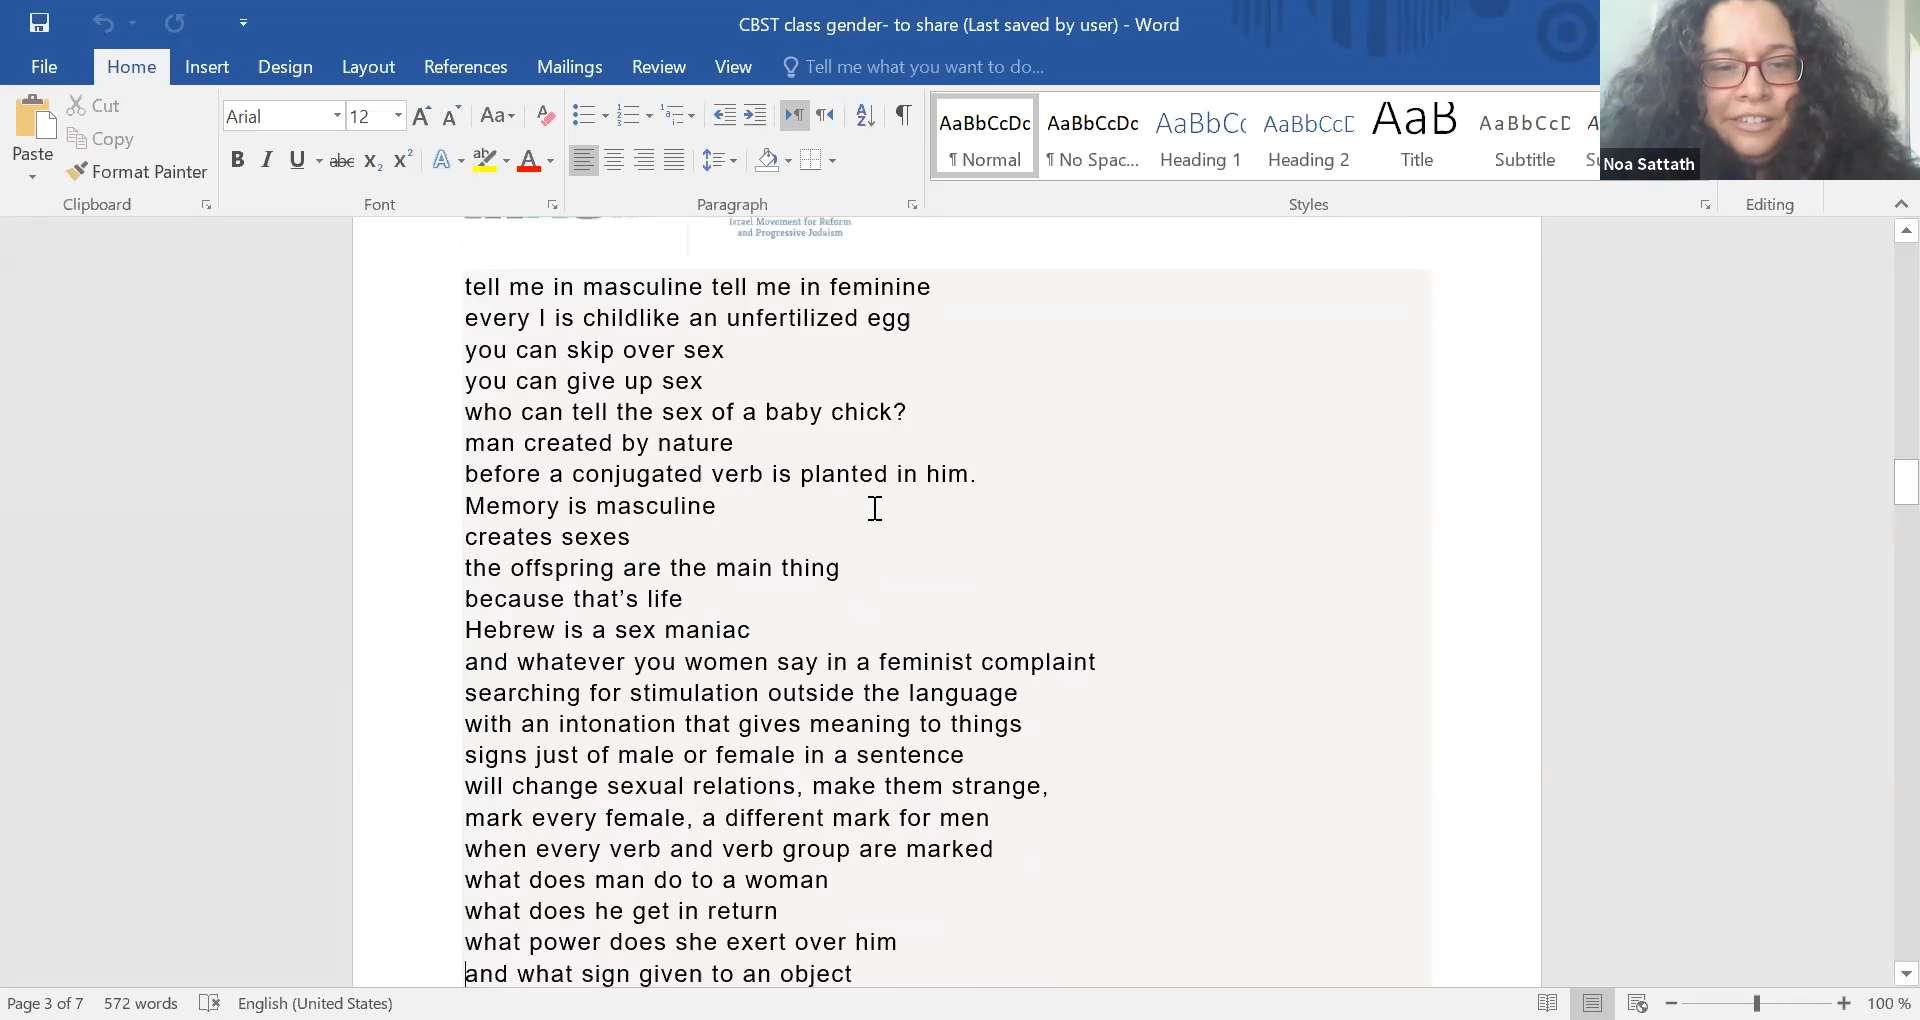 CBST class gender- to share (Last saved by user) - Word
File Home Insert Design Layout References Mailings Review View Tell me what you want to do...
Paste
Cut
Copy
Format Painter
Clipboard
Arial 12
Font
Paragraph
AaBbCcDc AaBbCcDc AaBbC AaBbCcD AaB AaBbCcD
¶ Normal ¶ No Spac... Heading 1 Heading 2 Title Subtitle
Styles
Editing
Noa Sattath
Israel Movement for Reform
and Progressive Judaism
tell me in masculine tell me in feminine
every I is childlike an unfertilized egg
you can skip over sex
you can give up sex
who can tell the sex of a baby chick?
man created by nature
before a conjugated verb is planted in him.
Memory is masculine
creates sexes
the offspring are the main thing
because that’s life
Hebrew is a sex maniac
and whatever you women say in a feminist complaint
searching for stimulation outside the language
with an intonation that gives meaning to things
signs just of male or female in a sentence
will change sexual relations, make them strange,
mark every female, a different mark for men
when every verb and verb group are marked
what does man do to a woman
what does he get in return
what power does she exert over him
and what sign given to an object
Page 3 of 7 572 words English (United States) 100 %